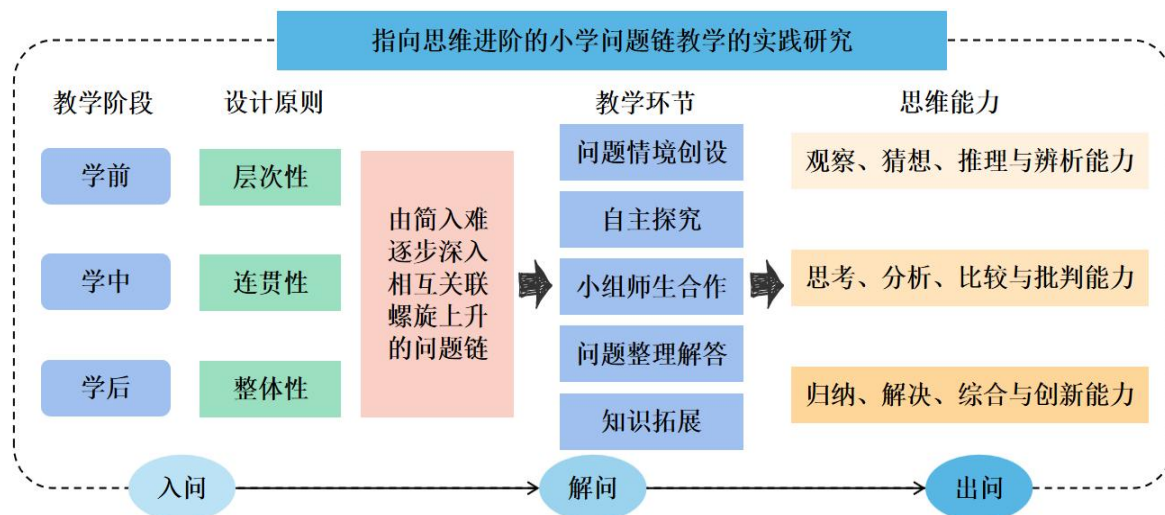 指向思维进阶的小学问题链教学的实践研究
教学阶段
设计原则
教学环节
思维能力
学前
学中
学后
层次性
连贯性
整体性
由简入难
逐步深入
相互关联
螺旋上升
的问题链
问题情境创设
自主探究
小组师生合作
问题整理解答
知识拓展
观察、猜想、推理与辨析能力
思考、分析、比较与批判能力
归纳、解决、综合与创新能力
入问
解问
出问